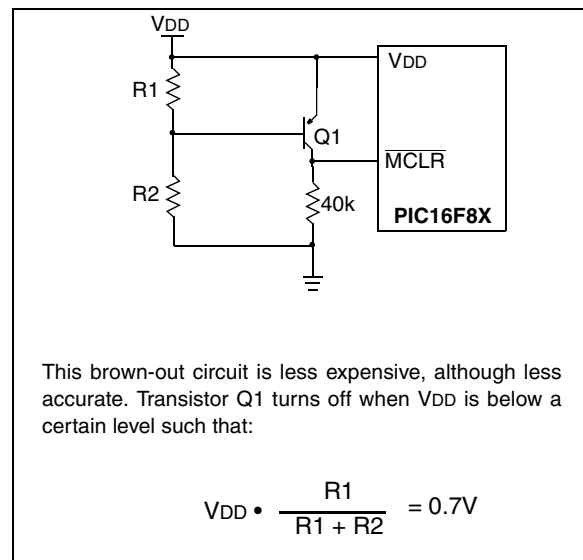 VDD
VDD
R1
Q1
MCLR
R2
40k
PIC16F8X
This brown-out circuit is less expensive, although less
accurate. Transistor Q1 turns off when VDD is below a
certain level such that:
VDD • R1 / R1 + R2 = 0.7V